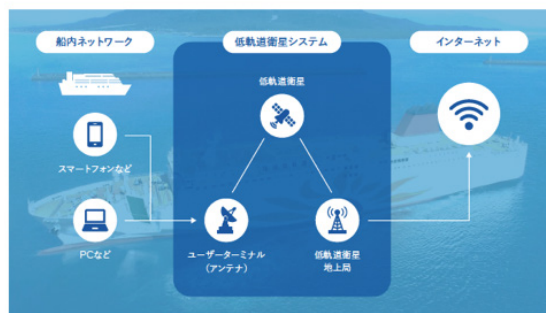 船内ネットワーク
低軌道衛星システム
インターネット
低軌道衛星
スマートフォンなど
PCなど
ユーザーターミナル
（アンテナ）
低軌道衛星
地上局